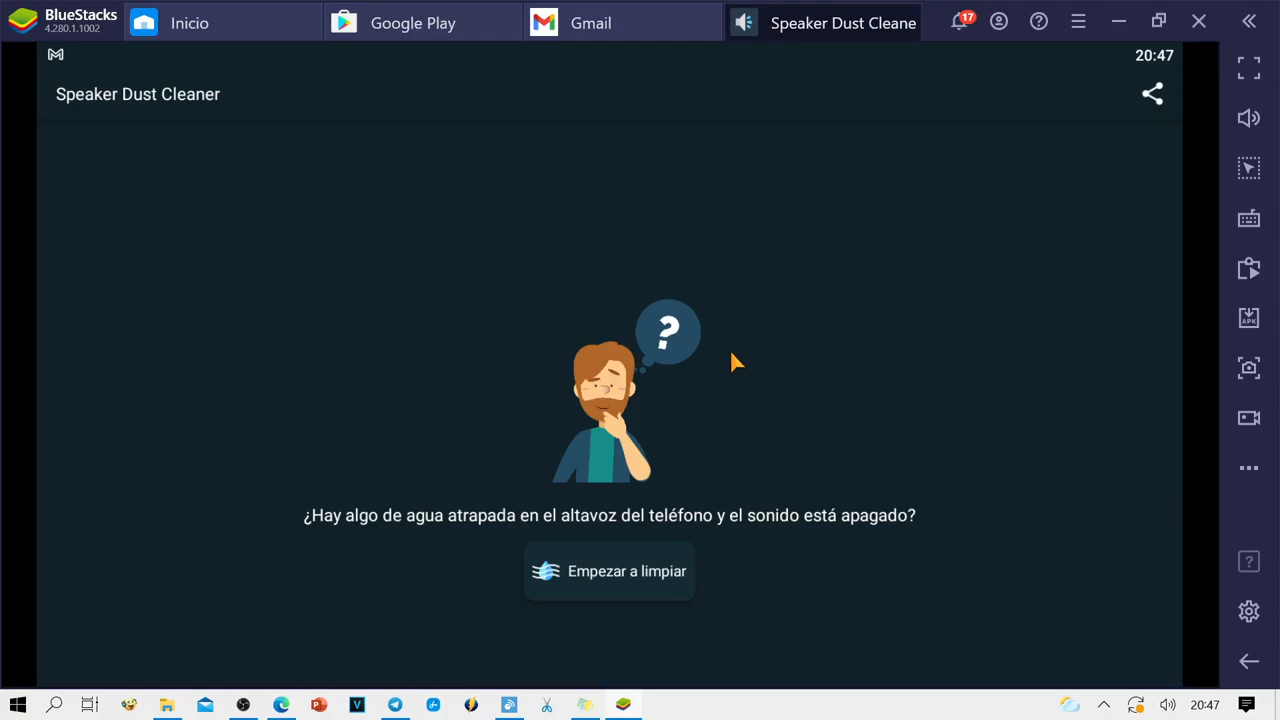 BlueStacks
4.280.1.1002
Inicio
Google Play
Gmail
Speaker Dust Cleane
17
20:47
Speaker Dust Cleaner
?
¿Hay algo de agua atrapada en el altavoz del teléfono y el sonido está apagado?
Empezar a limpiar
APK
?
20:47